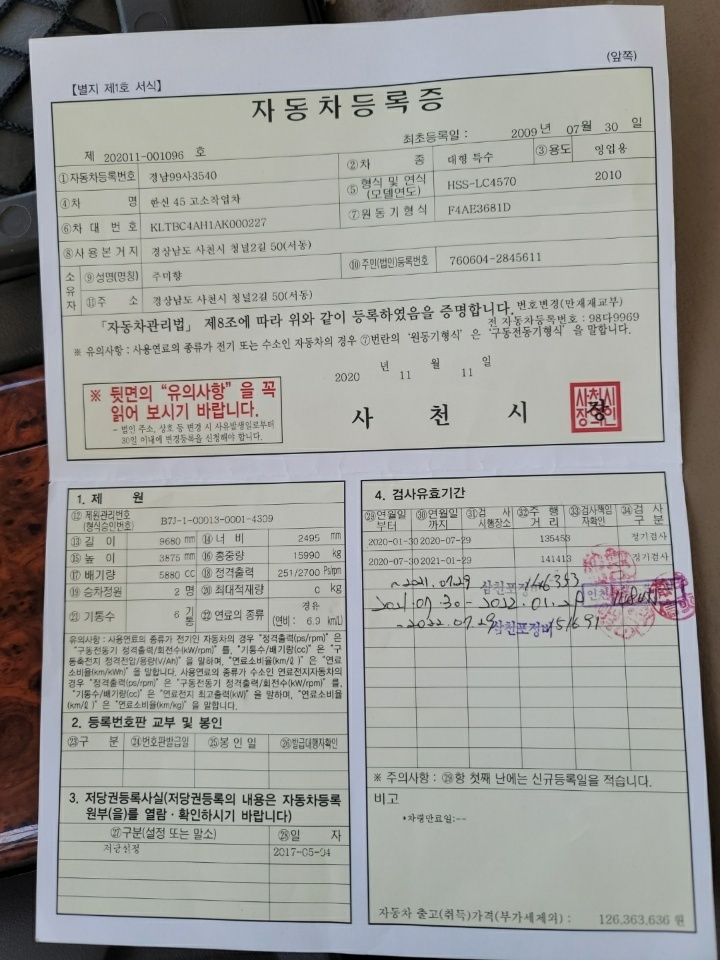 (앞쪽)
【별지 제1호 서식】
자동차등록증
제 202011-001096 호
최초등록일 : 2009년 07월 30일
①자동차등록번호 경남99사3540 ②차 종 대형 특수 ③용도 영업용
④차 명 한신 45 고소작업차 ⑤형식 및 연식(모델연도) HSS-LC4570 2010
⑥차 대 번 호 KLTBC4AH1AK000227 ⑦원동기형식 F4AE3681D
⑧사용본거지 경상남도 사천시 청널2길 50(서동)
소유자 ⑨성명(명칭) 주미향 ⑩주민(법인)등록번호 760604-2845611
⑪주 소 경상남도 사천시 청널2길 50(서동)
「자동차관리법」 제8조에 따라 위와 같이 등록하였음을 증명합니다.
번호변경(만재재교부)
전 자동차등록번호 : 98다9969
※ 유의사항 : 사용연료의 종류가 전기 또는 수소인 자동차의 경우 ⑦번란의 '원동기형식' 은 '구동전동기형식' 을 말합니다.
2020 년 11 월 11 일
※ 뒷면의 "유의사항" 을 꼭
읽어 보시기 바랍니다.
- 법인 주소, 상호 등 변경 시 사유발생일로부터
30일 이내에 변경등록을 신청해야 합니다.
사 천 시 장
사천시
장의인
1. 제 원
⑫제원관리번호(형식승인번호) B7J-1-00013-0001-4309
⑬길 이 9680 mm ⑭너 비 2495 mm
⑮높 이 3875 mm ⑯총중량 15990 kg
⑰배기량 5880 cc ⑱정격출력 251/2700 Ps/rpm
⑲승차정원 2 명 ⑳최대적재량 0 kg
㉑기통수 6 기통 ㉒연료의 종류 경유 (연비 : 6.9 km/L)
유의사항 : 사용연료의 종류가 전기인 자동차의 경우 "정격출력(ps/rpm)" 은
"구동전동기 정격출력/회전수(kW/rpm)" 를, "기통수/배기량(cc)" 은 "구
동축전지 정격전압/용량(V/Ah)" 을 말하며, "연료소비율(km/ℓ)" 은 "연료
소비율(km/kWh)" 을 말합니다. 사용연료의 종류가 수소인 연료전지자동차의
경우 "정격출력(ps/rpm)" 은 "구동전동기 정격출력/회전수(kW/rpm)" 를,
"기통수/배기량(cc)" 은 "연료전지 최고출력(kW)" 을 말하며, "연료소비율
(km/ℓ)" 은 "연료소비율(km/kg)" 을 말합니다.
2. 등록번호판 교부 및 봉인
㉓구 분 ㉔번호판발급일 ㉕봉 인 일 ㉖발급대행자확인
3. 저당권등록사실(저당권등록의 내용은 자동차등록
원부(을)를 열람 · 확인하시기 바랍니다)
㉗구분(설정 또는 말소) ㉘일 자
저당설정 2017-05-04
4. 검사유효기간
㉙연월일부터 ㉚연월일까지 ㉛검 사 시행장소 ㉜주 행 거 리 ㉝검사책임자확인 ㉞검 사 구 분
2020-01-30 2020-07-29 135453 정기검사
2020-07-30 2021-01-29 141413 정기검사
~2021.07.29 삼천포정비 146393
2021.07.30 - 2022.01.29
~2022.07.29 삼천포정비 151691
※ 주의사항 : ㉙항 첫째 난에는 신규등록일을 적습니다.
비고
*차령만료일:--
자동차 출고(취득)가격(부가세제외) : 126,363,636 원